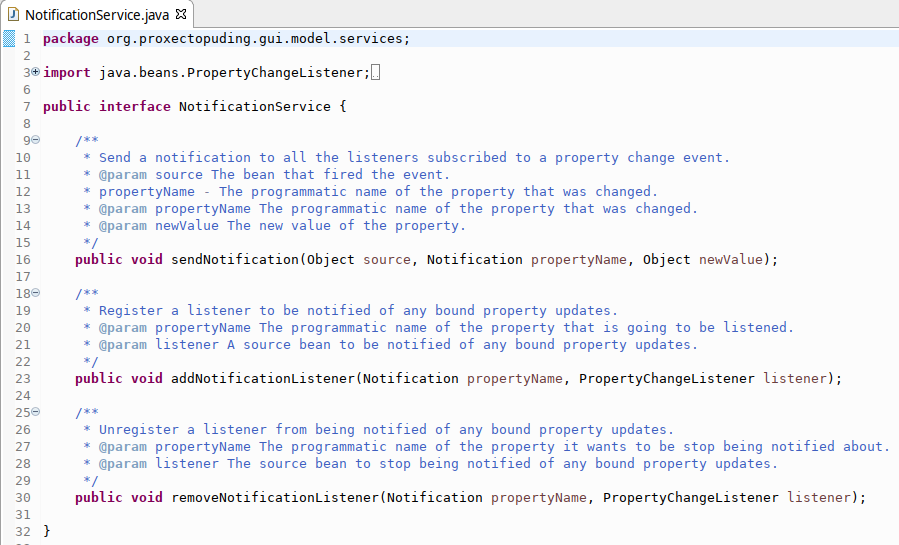 NotificationService.java
1 package org.proxectopuding.gui.model.services;
2
3 import java.beans.PropertyChangeListener;
6
7 public interface NotificationService {
8
9     /**
10      * Send a notification to all the listeners subscribed to a property change event.
11      * @param source The bean that fired the event.
12      * propertyName - The programmatic name of the property that was changed.
13      * @param propertyName The programmatic name of the property that was changed.
14      * @param newValue The new value of the property.
15      */
16     public void sendNotification(Object source, Notification propertyName, Object newValue);
17
18     /**
19      * Register a listener to be notified of any bound property updates.
20      * @param propertyName The programmatic name of the property that is going to be listened.
21      * @param listener A source bean to be notified of any bound property updates.
22      */
23     public void addNotificationListener(Notification propertyName, PropertyChangeListener listener);
24
25     /**
26      * Unregister a listener from being notified of any bound property updates.
27      * @param propertyName The programmatic name of the property it wants to be stop being notified about.
28      * @param listener The source bean to stop being notified of any bound property updates.
29      */
30     public void removeNotificationListener(Notification propertyName, PropertyChangeListener listener);
31
32 }